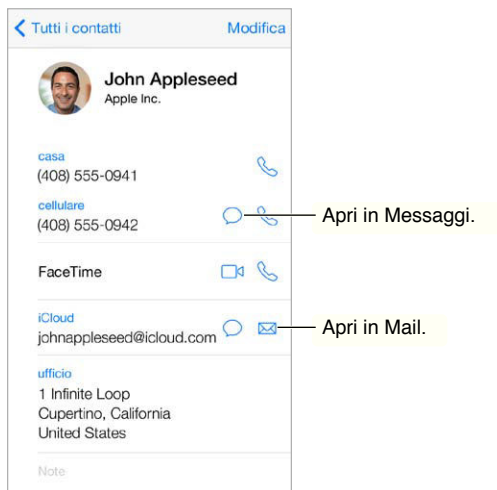 Tutti i contatti Modifica
John Appleseed
Apple Inc.
casa
(408) 555-0941
cellulare
(408) 555-0942
Apri in Messaggi.
FaceTime
iCloud
johnappleseed@icloud.com
Apri in Mail.
ufficio
1 Infinite Loop
Cupertino, California
United States
Note